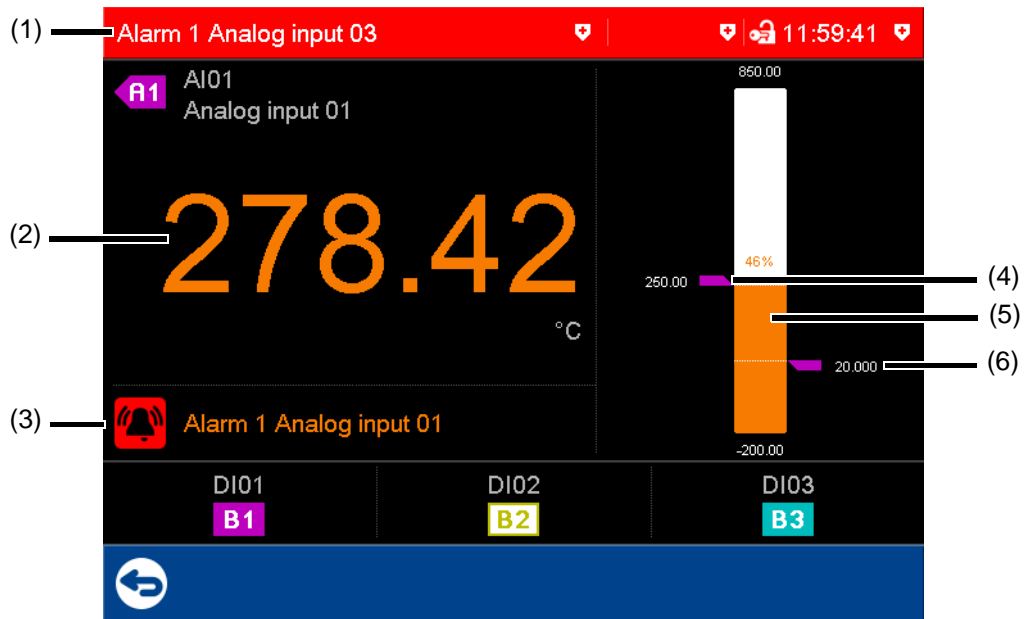 (1)
Alarm 1 Analog input 03
11:59:41
A1
AI01
Analog input 01
850.00
(2)
278.42
°C
46%
250.00
(4)
(5)
20.000
(6)
(3)
Alarm 1 Analog input 01
-200.00
DI01
DI02
DI03
B1
B2
B3